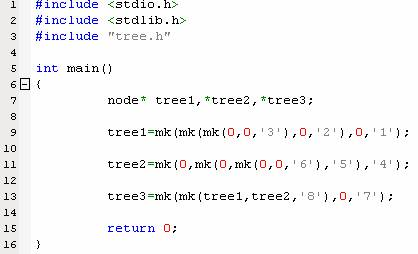 1 #include <stdio.h>
2 #include <stdlib.h>
3 #include "tree.h"
4
5 int main()
6 {
7 node* tree1,*tree2,*tree3;
8
9 tree1=mk(mk(mk(0,0,'3'),0,'2'),0,'1');
10
11 tree2=mk(0,mk(0,mk(0,0,'6'),'5'),'4');
12
13 tree3=mk(mk(tree1,tree2,'8'),0,'7');
14
15 return 0;
16 }